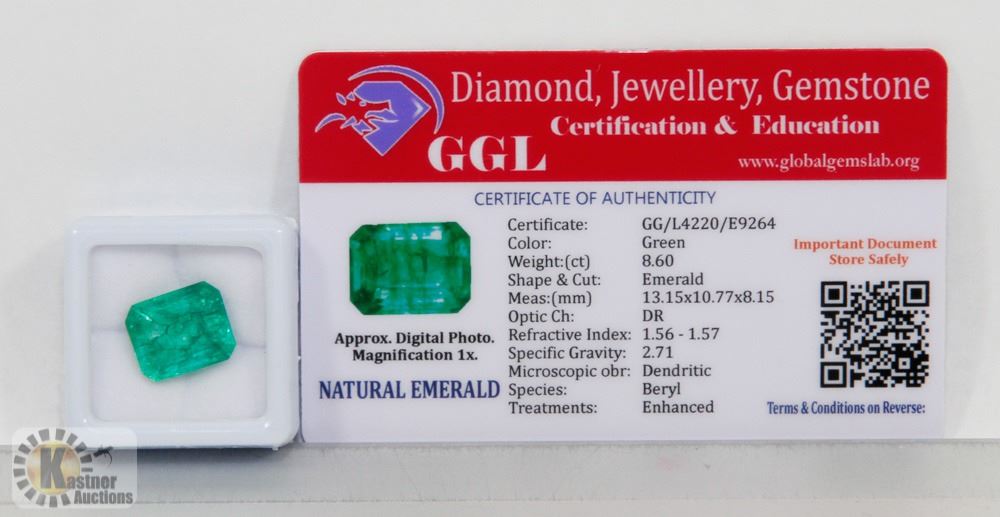 Diamond, Jewellery, Gemstone
Certification & Education
GGL
www.globalgemslab.org
CERTIFICATE OF AUTHENTICITY
Certificate: GG/L4220/E9264
Color: Green
Weight:(ct) 8.60
Shape & Cut: Emerald
Meas:(mm) 13.15x10.77x8.15
Optic Ch: DR
Refractive Index: 1.56 - 1.57
Specific Gravity: 2.71
Microscopic obr: Dendritic
Species: Beryl
Treatments: Enhanced
Approx. Digital Photo.
Magnification 1x.
NATURAL EMERALD
Important Document
Store Safely
Terms & Conditions on Reverse:
Kastner
Auctions